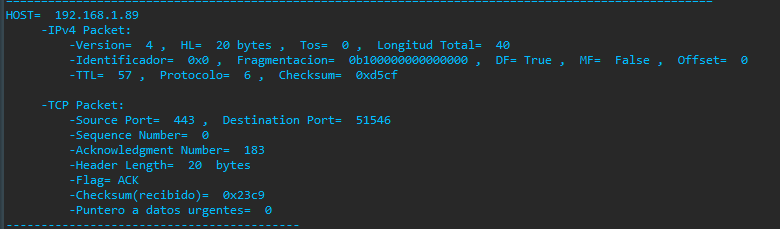 HOST=  192.168.1.89
-IPv4 Packet:
-Version=  4 ,  HL=  20 bytes ,  Tos=  0 ,  Longitud Total=  40
-Identificador=  0x0 ,  Fragmentacion=  0b100000000000000 ,  DF= True ,  MF=  False ,  Offset=  0
-TTL=  57 ,  Protocolo=  6 ,  Checksum=  0xd5cf
-TCP Packet:
-Source Port=  443 ,  Destination Port=  51546
-Sequence Number=  0
-Acknowledgment Number=  183
-Header Length=  20  bytes
-Flag= ACK
-Checksum(recibido)=  0x23c9
-Puntero a datos urgentes=  0